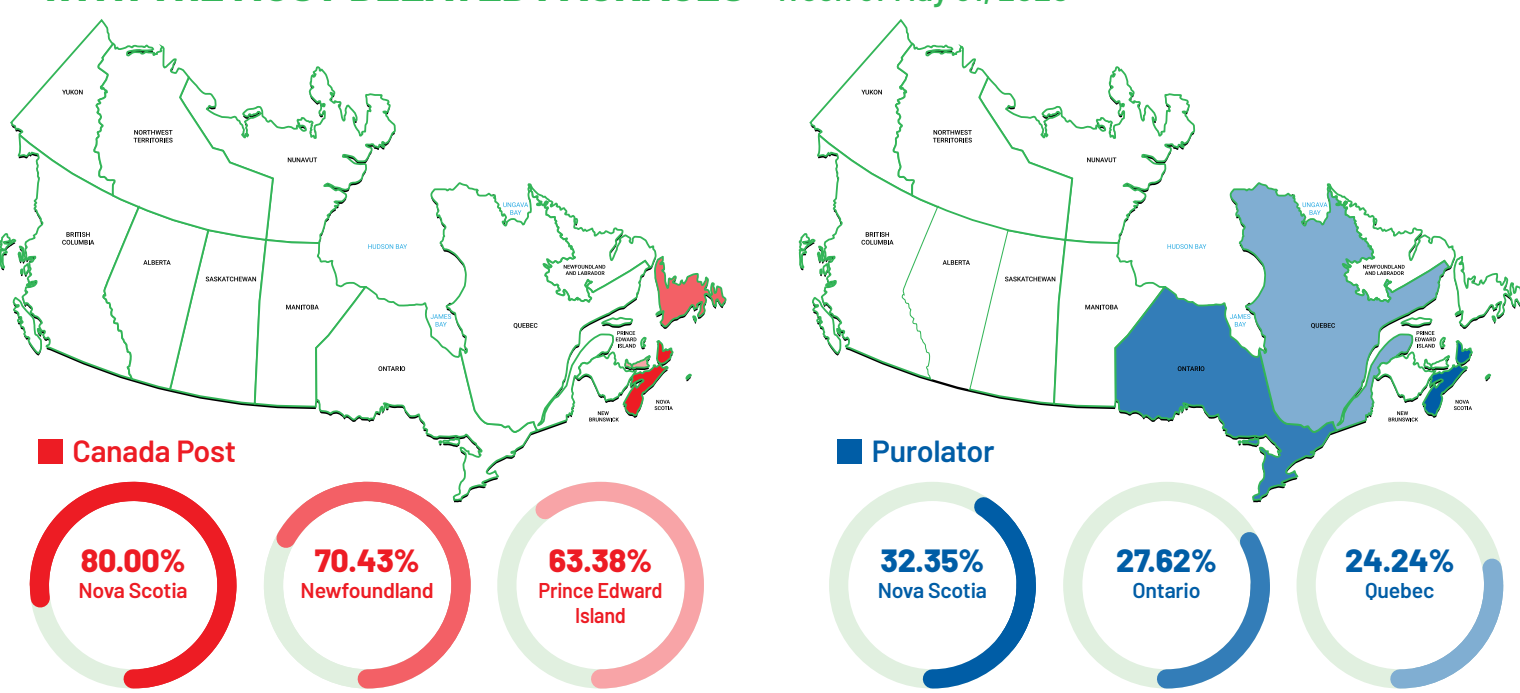 YUKON
NORTHWEST
TERRITORIES
NUNAVUT
UNGAVA
BAY
BRITISH
COLUMBIA
HUDSON BAY
ALBERTA
NEWFOUNDLAND
AND LABRADOR
SASKATCHEWAN
MANITOBA
JAMES
BAY
QUEBEC
PRINCE
EDWARD
ISLAND
ONTARIO
NOVA
SCOTIA
NEW
BRUNSWICK
Canada Post
80.00%
Nova Scotia
70.43%
Newfoundland
63.38%
Prince Edward
Island
YUKON
NORTHWEST
TERRITORIES
NUNAVUT
UNGAVA
BAY
BRITISH
COLUMBIA
HUDSON BAY
ALBERTA
NEWFOUNDLAND
AND LABRADOR
SASKATCHEWAN
MANITOBA
JAMES
BAY
QUEBEC
PRINCE
EDWARD
ISLAND
ONTARIO
NOVA
SCOTIA
NEW
BRUNSWICK
Purolator
32.35%
Nova Scotia
27.62%
Ontario
24.24%
Quebec